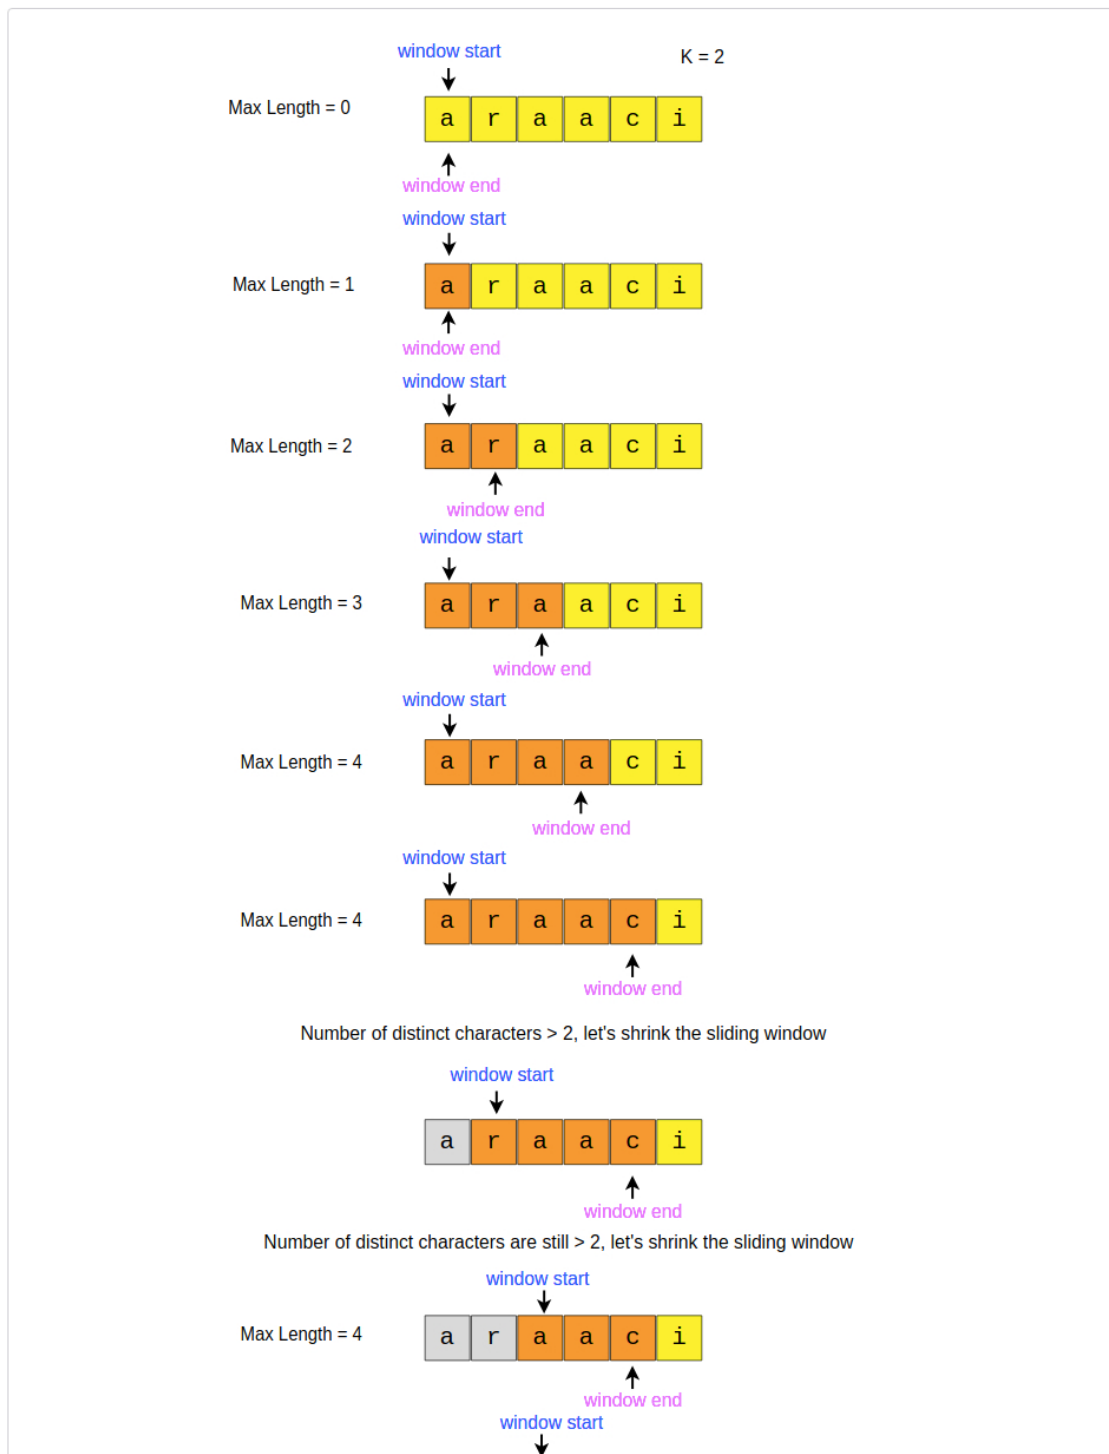 window start
K = 2
Max Length = 0
a r a a c i
window end
window start
Max Length = 1
a r a a c i
window end
window start
Max Length = 2
a r a a c i
window end
window start
Max Length = 3
a r a a c i
window end
window start
Max Length = 4
a r a a c i
window end
window start
Max Length = 4
a r a a c i
window end
Number of distinct characters > 2, let's shrink the sliding window
window start
a r a a c i
window end
Number of distinct characters are still > 2, let's shrink the sliding window
window start
Max Length = 4
a r a a c i
window end
window start